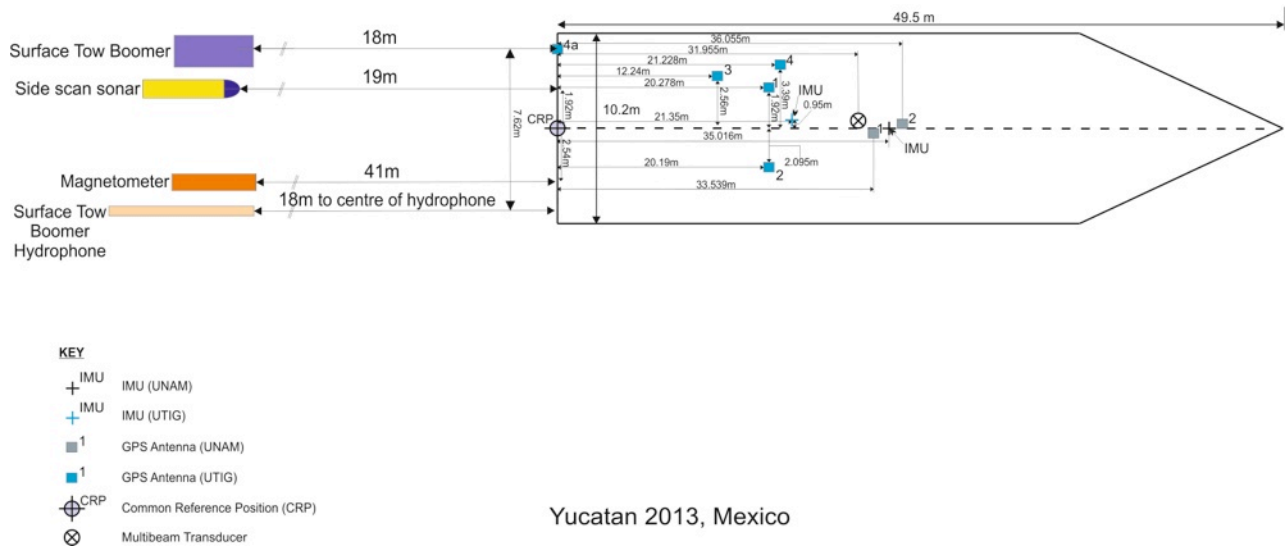 49.5 m
36.055m
18m
4a
31.955m
Surface Tow Boomer
21.228m
4
12.24m
3
20.278m
1
Side scan sonar
19m
7.62m
1.92m
10.2m
2.56m
1.92m
3.39m
IMU
0.95m
CRP
21.35m
1
2
35.016m
IMU
2.54m
20.19m
2.095m
2
Magnetometer
41m
33.539m
18m to centre of hydrophone
Surface Tow
Boomer
Hydrophone
KEY
IMU
IMU (UNAM)
IMU
IMU (UTIG)
1
GPS Antenna (UNAM)
1
GPS Antenna (UTIG)
CRP
Common Reference Position (CRP)
Multibeam Transducer
Yucatan 2013, Mexico